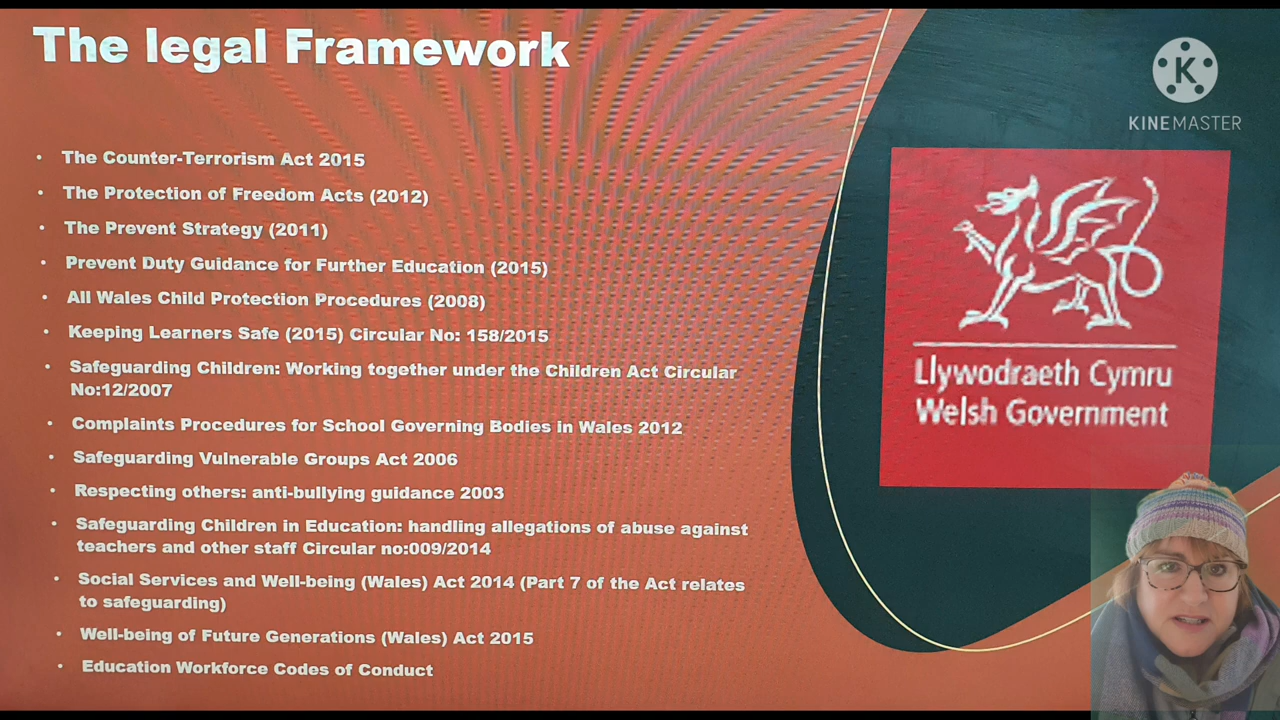 The legal Framework
KINEMASTER
• The Counter-Terrorism Act 2015
• The Protection of Freedom Acts (2012)
• The Prevent Strategy (2011)
• Prevent Duty Guidance for Further Education (2015)
• All Wales Child Protection Procedures (2008)
• Keeping Learners Safe (2015) Circular No: 158/2015
• Safeguarding Children: Working together under the Children Act Circular
No:12/2007
• Complaints Procedures for School Governing Bodies in Wales 2012
• Safeguarding Vulnerable Groups Act 2006
• Respecting others: anti-bullying guidance 2003
• Safeguarding Children in Education: handling allegations of abuse against
teachers and other staff Circular no:009/2014
• Social Services and Well-being (Wales) Act 2014 (Part 7 of the Act relates
to safeguarding)
• Well-being of Future Generations (Wales) Act 2015
• Education Workforce Codes of Conduct
Llywodraeth Cymru
Welsh Government